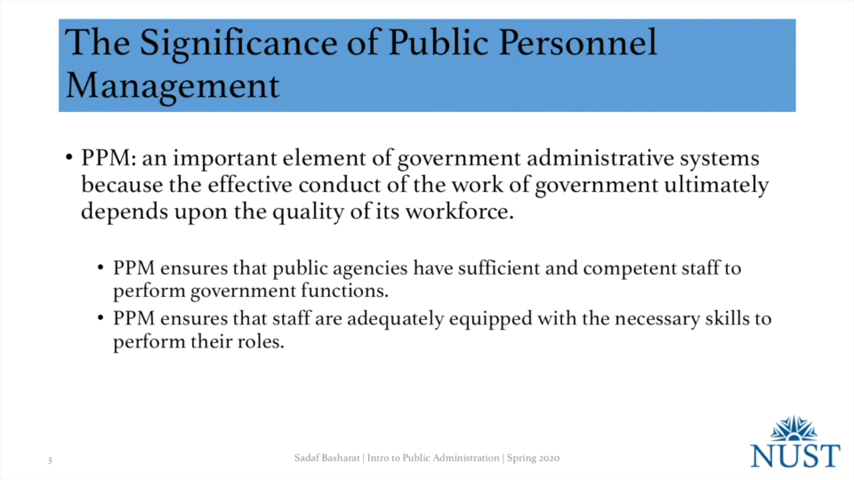 The Significance of Public Personnel
Management
• PPM: an important element of government administrative systems
because the effective conduct of the work of government ultimately
depends upon the quality of its workforce.
• PPM ensures that public agencies have sufficient and competent staff to
perform government functions.
• PPM ensures that staff are adequately equipped with the necessary skills to
perform their roles.
3
Sadaf Basharat | Intro to Public Administration | Spring 2020
NUST